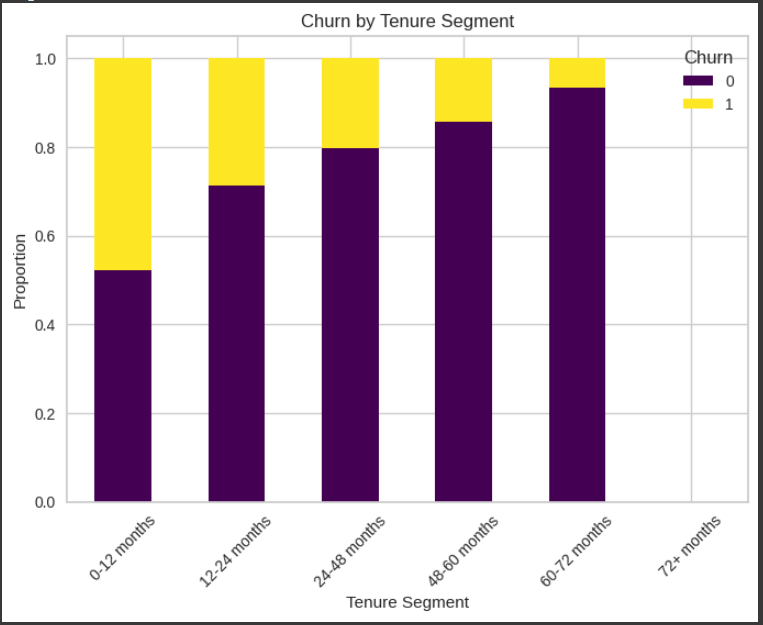 Churn by Tenure Segment
Churn
0
1
1.0
0.8
0.6
0.4
0.2
0.0
Proportion
0-12 months
12-24 months
24-48 months
48-60 months
60-72 months
72+ months
Tenure Segment